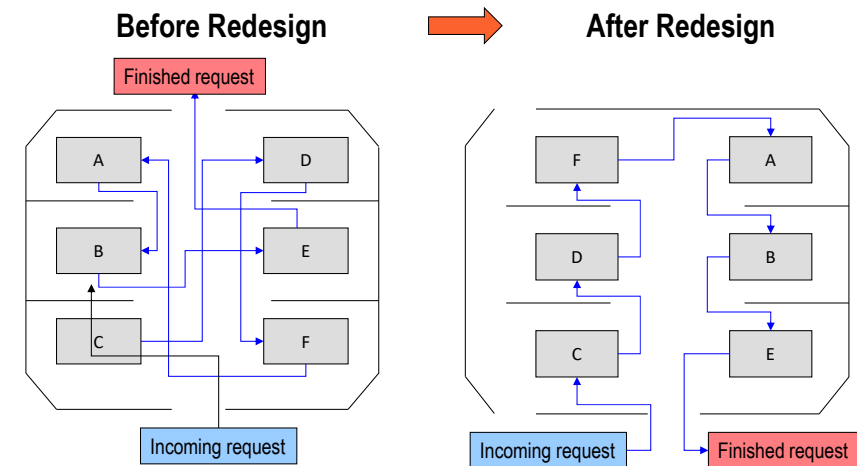 Before Redesign
After Redesign
Finished request
A
D
B
E
C
F
Incoming request
F
A
D
B
C
E
Incoming request
Finished request